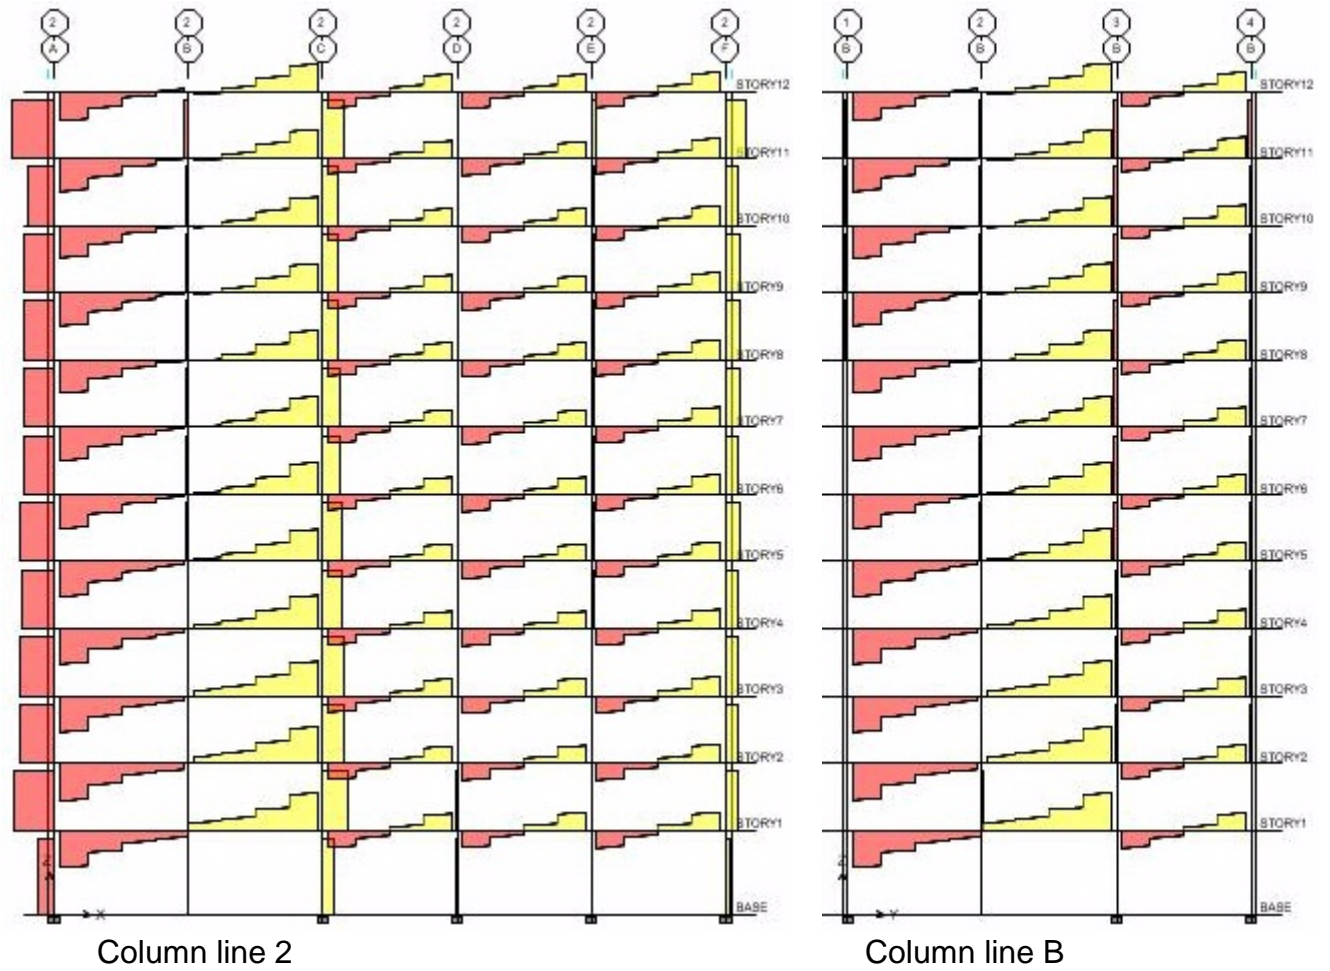 2 2 2 2 2 2 1 2 3 4
A B C D E F B B B B
STORY12 STORY12
STORY11 STORY11
STORY10 STORY10
STORY9 STORY9
STORY8 STORY8
STORY7 STORY7
STORY6 STORY6
STORY5 STORY5
STORY4 STORY4
STORY3 STORY3
STORY2 STORY2
STORY1 STORY1
Z Z
X BASE Y BASE
Column line 2 Column line B